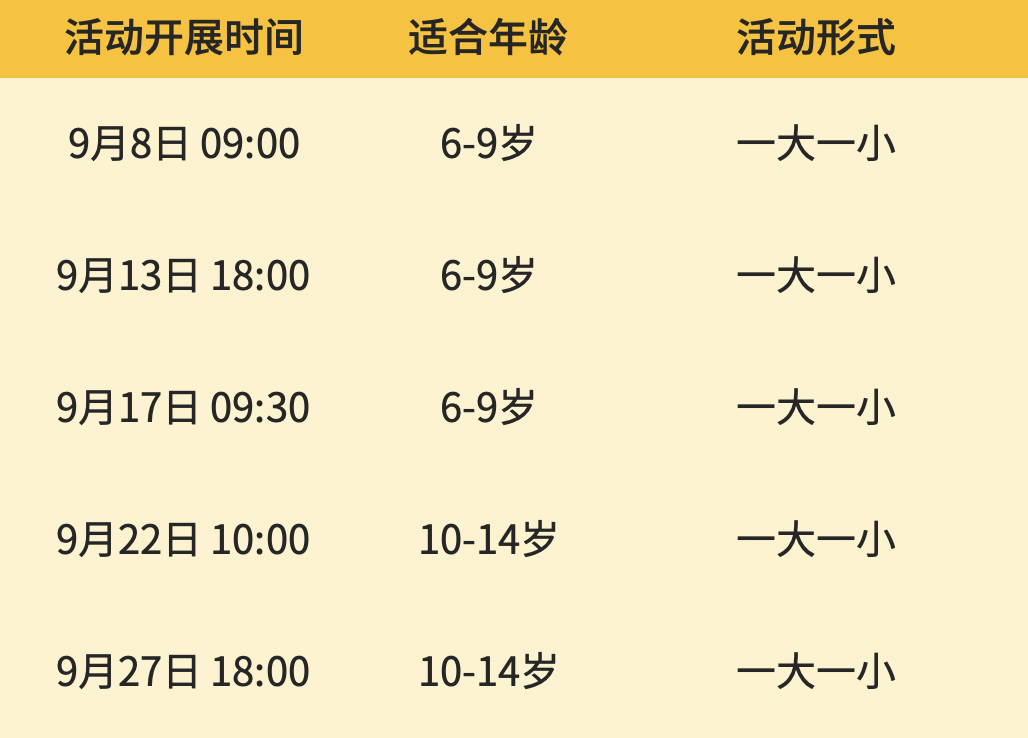 活动开展时间 适合年龄 活动形式
9月8日 09:00 6-9岁 一大一小
9月13日 18:00 6-9岁 一大一小
9月17日 09:30 6-9岁 一大一小
9月22日 10:00 10-14岁 一大一小
9月27日 18:00 10-14岁 一大一小